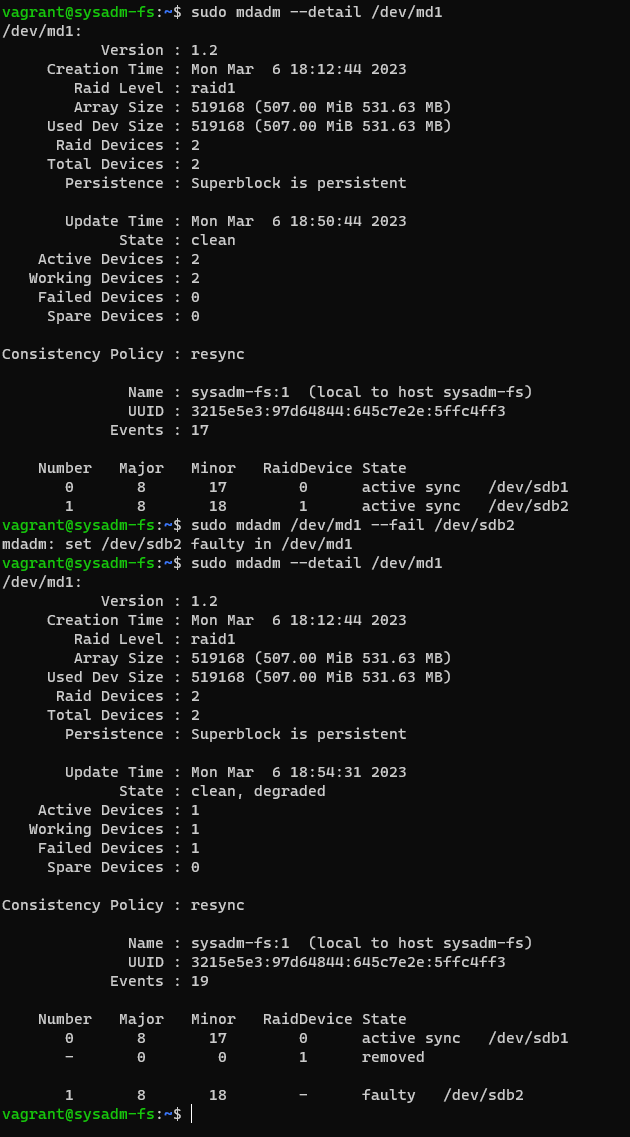 vagrant@sysadm-fs:~$ sudo mdadm --detail /dev/md1
/dev/md1:
           Version : 1.2
     Creation Time : Mon Mar  6 18:12:44 2023
        Raid Level : raid1
        Array Size : 519168 (507.00 MiB 531.63 MB)
     Used Dev Size : 519168 (507.00 MiB 531.63 MB)
      Raid Devices : 2
     Total Devices : 2
       Persistence : Superblock is persistent

       Update Time : Mon Mar  6 18:50:44 2023
             State : clean
    Active Devices : 2
   Working Devices : 2
    Failed Devices : 0
     Spare Devices : 0

Consistency Policy : resync

              Name : sysadm-fs:1  (local to host sysadm-fs)
              UUID : 3215e5e3:97d64844:645c7e2e:5ffc4ff3
            Events : 17

    Number   Major   Minor   RaidDevice State
       0       8       17        0      active sync   /dev/sdb1
       1       8       18        1      active sync   /dev/sdb2
vagrant@sysadm-fs:~$ sudo mdadm /dev/md1 --fail /dev/sdb2
mdadm: set /dev/sdb2 faulty in /dev/md1
vagrant@sysadm-fs:~$ sudo mdadm --detail /dev/md1
/dev/md1:
           Version : 1.2
     Creation Time : Mon Mar  6 18:12:44 2023
        Raid Level : raid1
        Array Size : 519168 (507.00 MiB 531.63 MB)
     Used Dev Size : 519168 (507.00 MiB 531.63 MB)
      Raid Devices : 2
     Total Devices : 2
       Persistence : Superblock is persistent

       Update Time : Mon Mar  6 18:54:31 2023
             State : clean, degraded
    Active Devices : 1
   Working Devices : 1
    Failed Devices : 1
     Spare Devices : 0

Consistency Policy : resync

              Name : sysadm-fs:1  (local to host sysadm-fs)
              UUID : 3215e5e3:97d64844:645c7e2e:5ffc4ff3
            Events : 19

    Number   Major   Minor   RaidDevice State
       0       8       17        0      active sync   /dev/sdb1
       -       0        0        1      removed

       1       8       18        -      faulty   /dev/sdb2
vagrant@sysadm-fs:~$